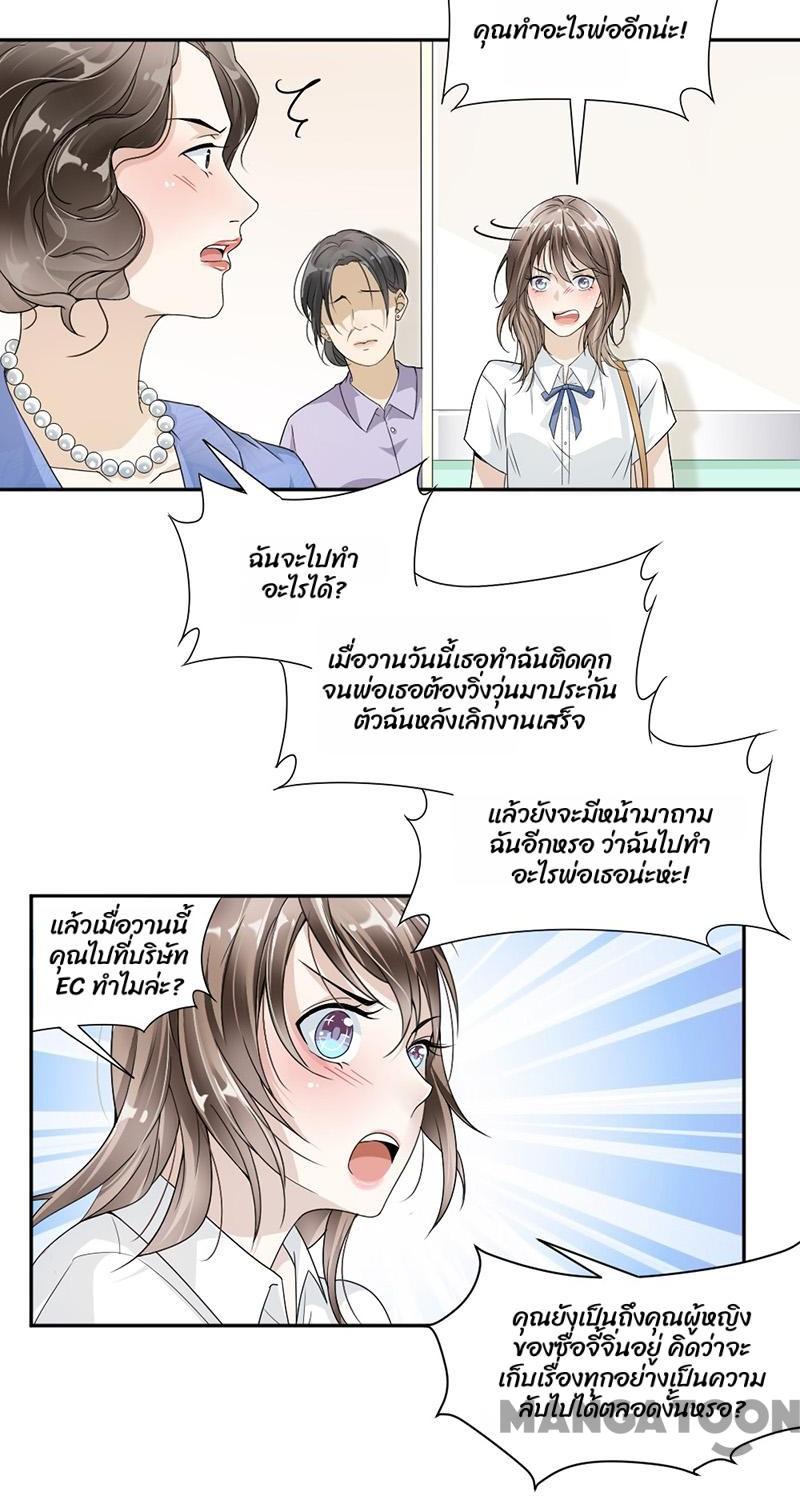 คุณทำอะไรพ่ออีกน่ะ!
ฉันจะไปทำ
อะไรได้?
เมื่อวานวันนี้เธอทำฉันติดคุก
จนพ่อเธอต้องวิ่งวุ่นมาประกัน
ตัวฉันหลังเลิกงานเสร็จ
แล้วยังจะมีหน้ามาถาม
ฉันอีกหรอ ว่าฉันไปทำ
อะไรพ่อเธอน่ะห่ะ!
แล้วเมื่อวานนี้
คุณไปที่บริษัท
EC ทำไมล่ะ?
คุณยังเป็นถึงคุณผู้หญิง
ของซื่อจี้จิ่นอยู่ คิดว่าจะ
เก็บเรื่องทุกอย่างเป็นความ
ลับไปได้ตลอดงั้นหรอ?
MANGATOON